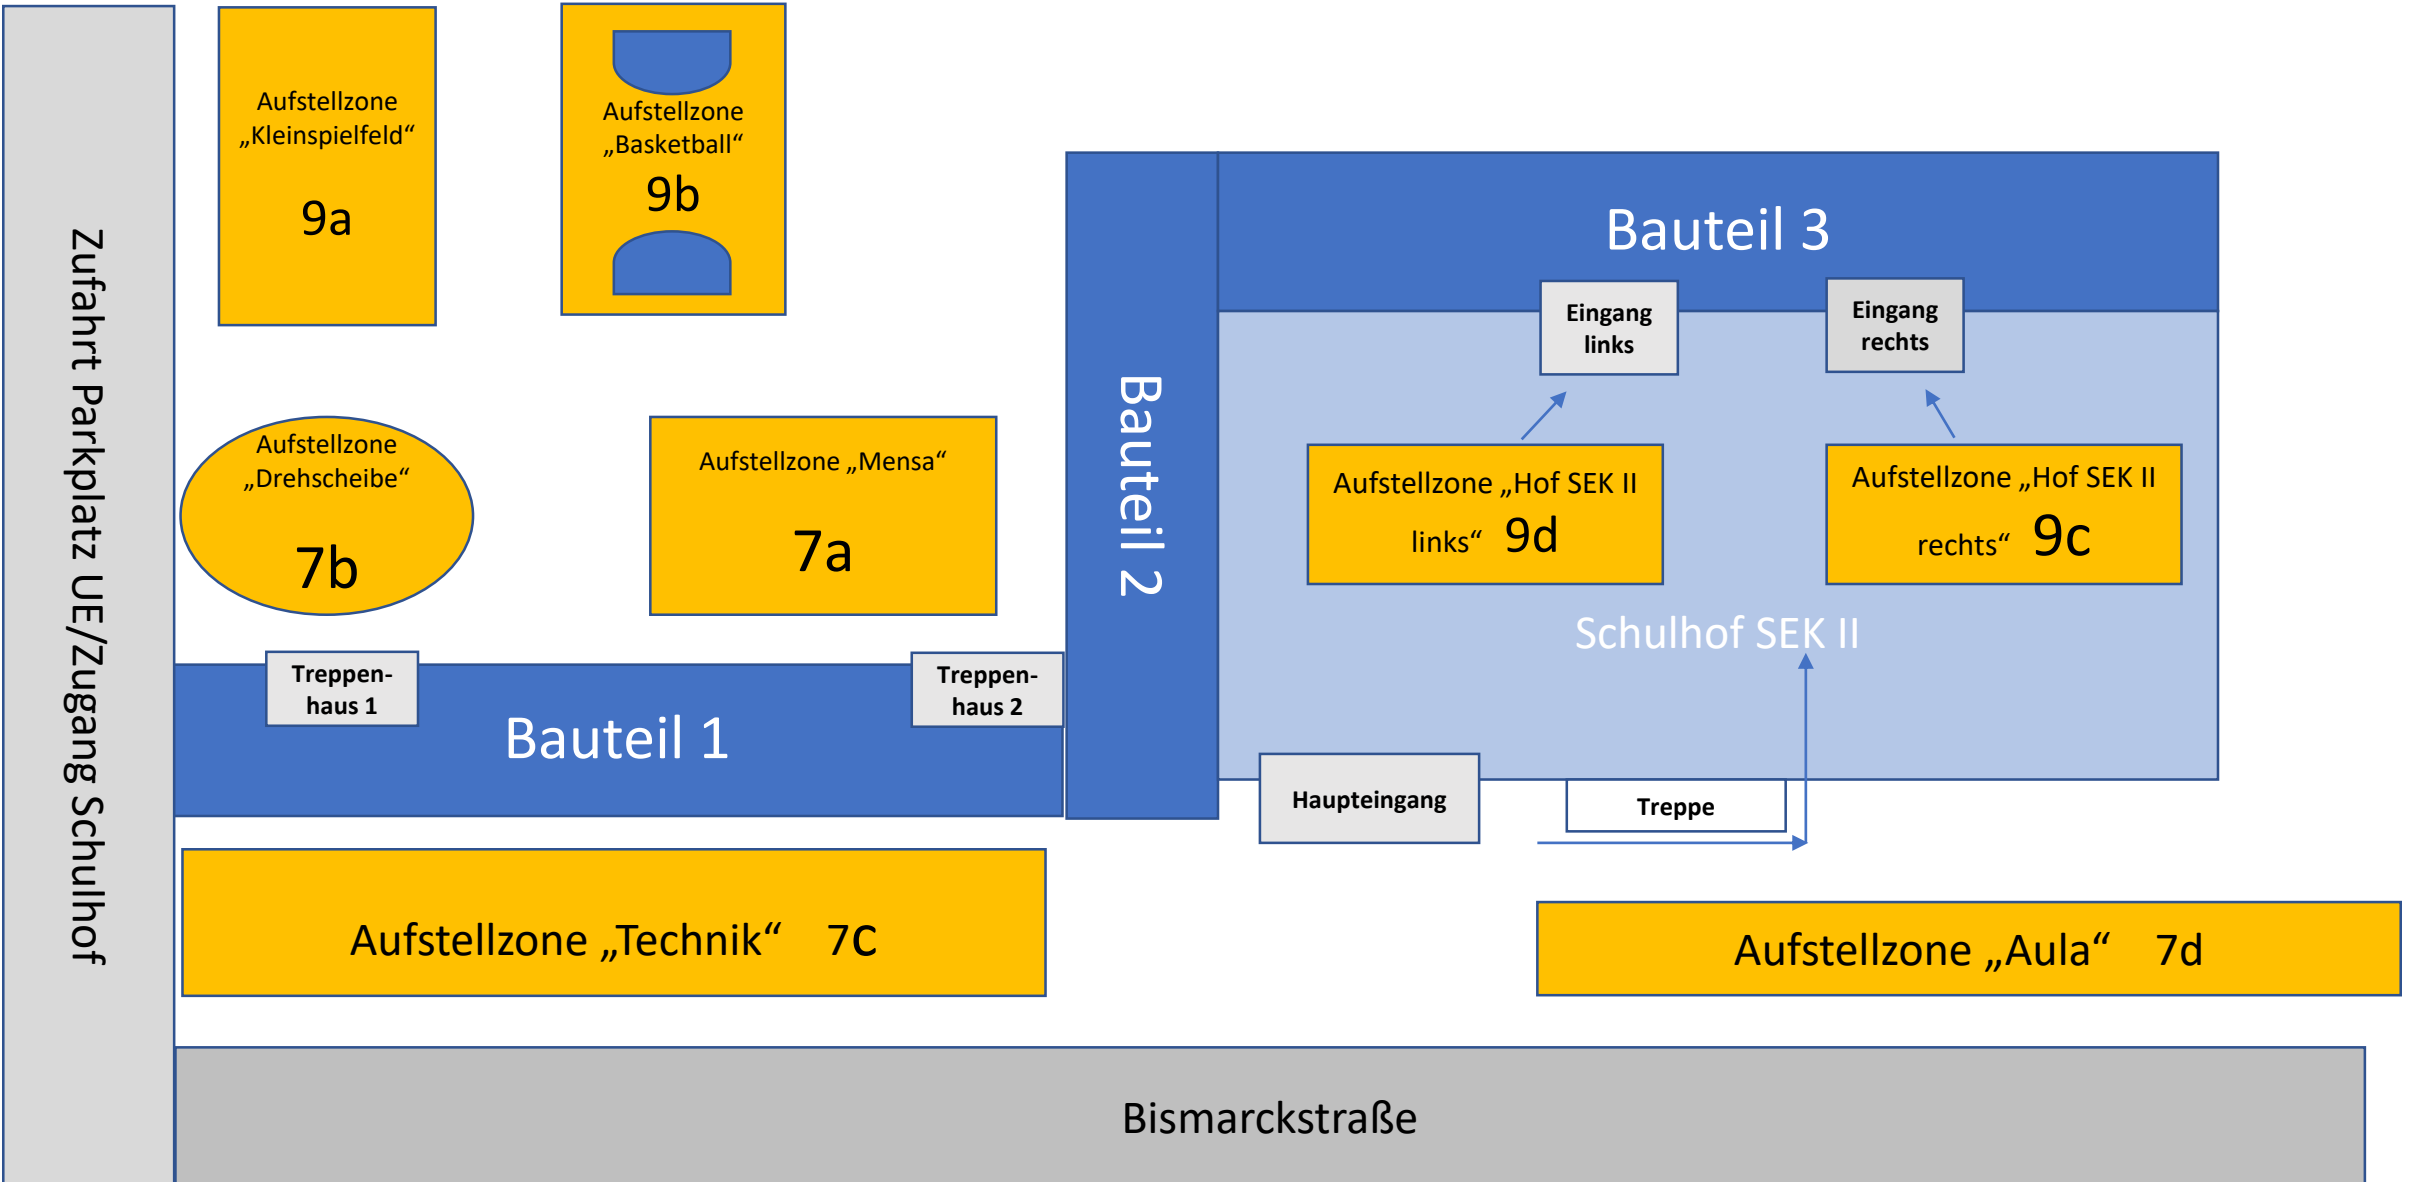 Zufahrt Parkplatz UE/Zugang Schulhof
Aufstellzone
„Kleinspielfeld“
9a
Aufstellzone
„Basketball“
9b
Aufstellzone
„Drehscheibe“
7b
Aufstellzone „Mensa“
7a
Treppen-
haus 1
Treppen-
haus 2
Bauteil 1
Bauteil 2
Bauteil 3
Eingang
links
Eingang
rechts
Aufstellzone „Hof SEK II
links“ 9d
Aufstellzone „Hof SEK II
rechts“ 9c
Schulhof SEK II
Haupteingang
Treppe
Aufstellzone „Technik“ 7c
Aufstellzone „Aula“ 7d
Bismarckstraße